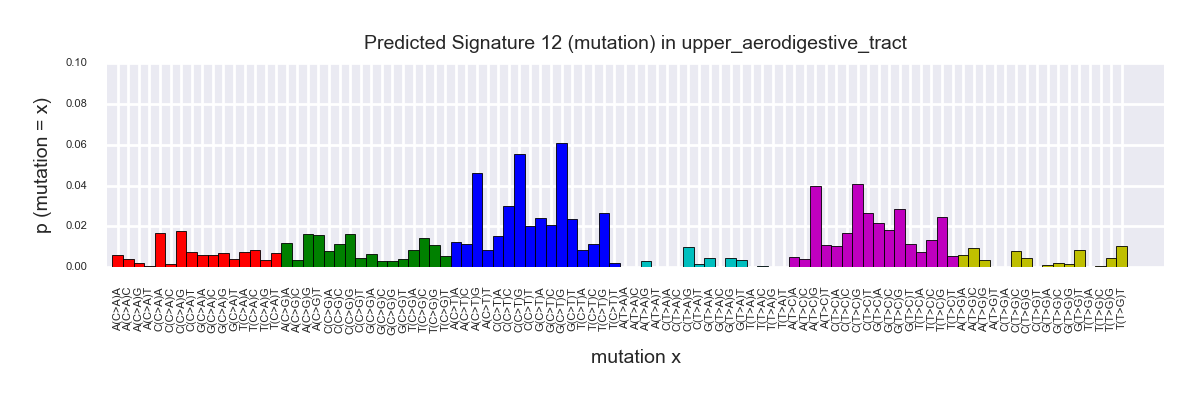 Predicted Signature 12 (mutation) in upper_aerodigestive_tract
p (mutation = x)
0.10
0.08
0.06
0.04
0.02
0.00
A(C>A)A
A(C>A)C
A(C>A)G
A(C>A)T
C(C>A)A
C(C>A)C
C(C>A)G
C(C>A)T
G(C>A)A
G(C>A)C
G(C>A)G
G(C>A)T
T(C>A)A
T(C>A)C
T(C>A)G
T(C>A)T
A(C>G)A
A(C>G)C
A(C>G)G
A(C>G)T
C(C>G)A
C(C>G)C
C(C>G)G
C(C>G)T
G(C>G)A
G(C>G)C
G(C>G)G
G(C>G)T
T(C>G)A
T(C>G)C
T(C>G)G
T(C>G)T
A(C>T)A
A(C>T)C
A(C>T)G
A(C>T)T
C(C>T)A
C(C>T)C
C(C>T)G
C(C>T)T
G(C>T)A
G(C>T)C
G(C>T)G
G(C>T)T
T(C>T)A
T(C>T)C
T(C>T)G
T(C>T)T
A(T>A)A
A(T>A)C
A(T>A)G
A(T>A)T
C(T>A)A
C(T>A)C
C(T>A)G
C(T>A)T
G(T>A)A
G(T>A)C
G(T>A)G
G(T>A)T
T(T>A)A
T(T>A)C
T(T>A)G
T(T>A)T
A(T>C)A
A(T>C)C
A(T>C)G
A(T>C)T
C(T>C)A
C(T>C)C
C(T>C)G
C(T>C)T
G(T>C)A
G(T>C)C
G(T>C)G
G(T>C)T
T(T>C)A
T(T>C)C
T(T>C)G
T(T>C)T
A(T>G)A
A(T>G)C
A(T>G)G
A(T>G)T
C(T>G)A
C(T>G)C
C(T>G)G
C(T>G)T
G(T>G)A
G(T>G)C
G(T>G)G
G(T>G)T
T(T>G)A
T(T>G)C
T(T>G)G
T(T>G)T
mutation x